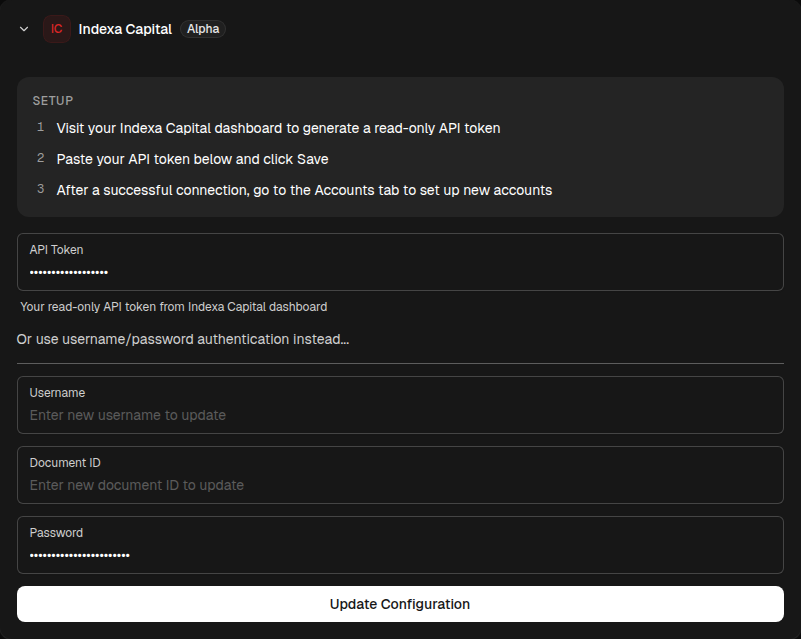 IC Indexa Capital Alpha
SETUP
1 Visit your Indexa Capital dashboard to generate a read-only API token
2 Paste your API token below and click Save
3 After a successful connection, go to the Accounts tab to set up new accounts
API Token
••••••••••••••••••
Your read-only API token from Indexa Capital dashboard
Or use username/password authentication instead...
Username
Enter new username to update
Document ID
Enter new document ID to update
Password
•••••••••••••••••••••••
Update Configuration